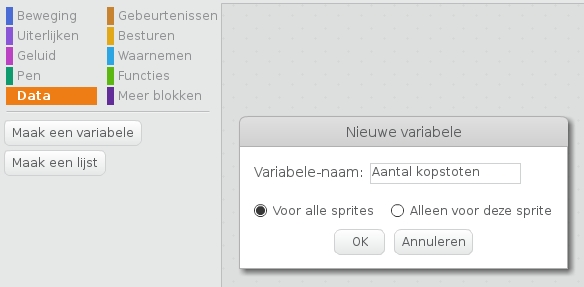 Beweging Gebeurtenissen
Uiterlijken Besturen
Geluid Waarnemen
Pen Functies
Data Meer blokken
Maak een variabele
Maak een lijst
Nieuwe variabele
Variabele-naam: Aantal kopstoten
Voor alle sprites Alleen voor deze sprite
OK Annuleren